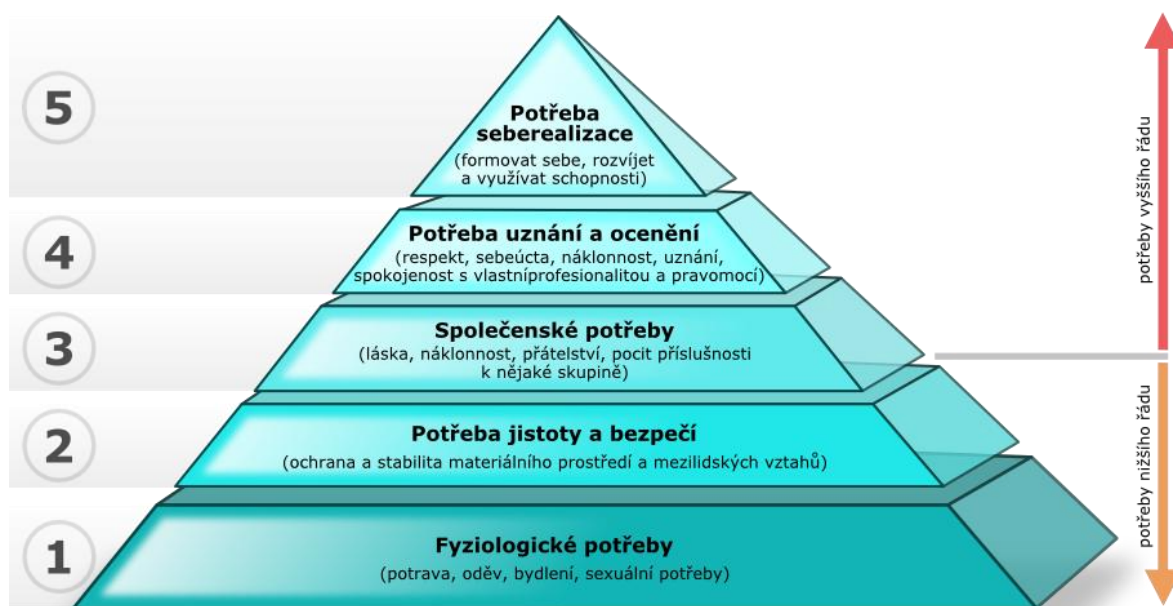 5
Potřeba
seberealizace
(formovat sebe, rozvíjet
a využívat schopnosti)
4
Potřeba uznání a ocenění
(respekt, sebeúcta, náklonnost, uznání,
spokojenost s vlastníprofesionalitou a pravomocí)
3
Společenské potřeby
(láska, náklonnost, přátelství, pocit příslušnosti
k nějaké skupině)
2
Potřeba jistoty a bezpečí
(ochrana a stabilita materiálního prostředí a mezilidských vztahů)
1
Fyziologické potřeby
(potrava, oděv, bydlení, sexuální potřeby)
potřeby vyššího řádu
potřeby nižšího řádu